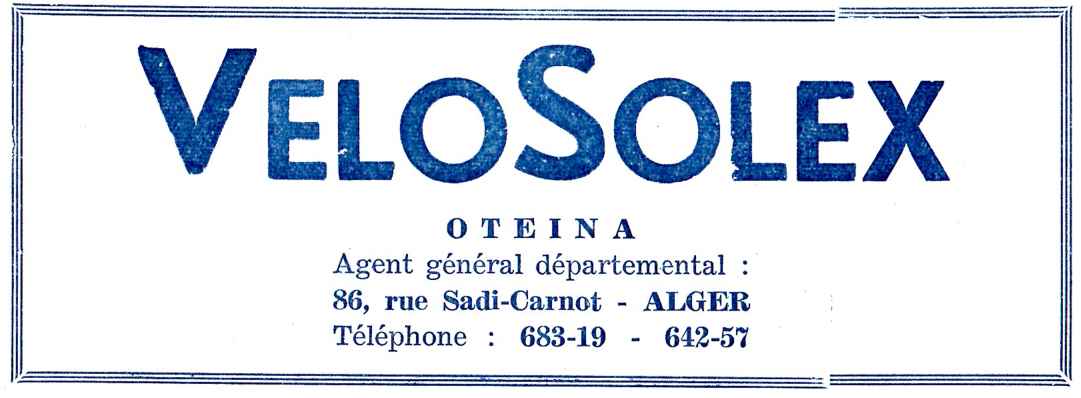 VELOSOLEX
OTEINA
Agent général départemental :
86, rue Sadi-Carnot - ALGER
Téléphone : 683-19 - 642-57